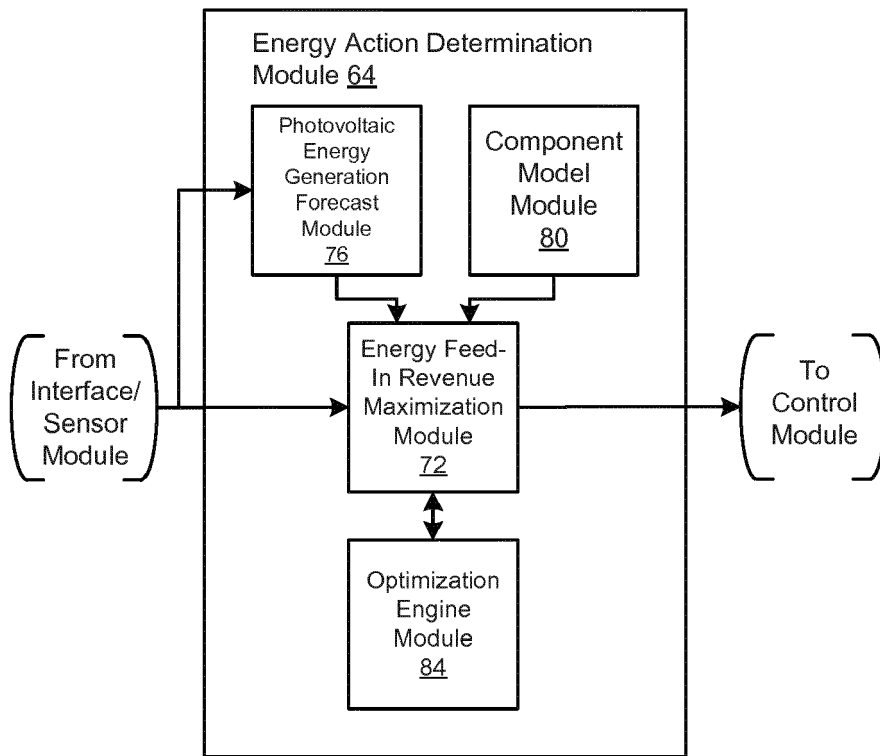 Energy Action Determination
Module 64
Photovoltaic
Energy
Generation
Forecast
Module
76
Component
Model
Module
80
From
Interface/
Sensor
Module
Energy Feed-
In Revenue
Maximization
Module
72
To
Control
Module
Optimization
Engine
Module
84